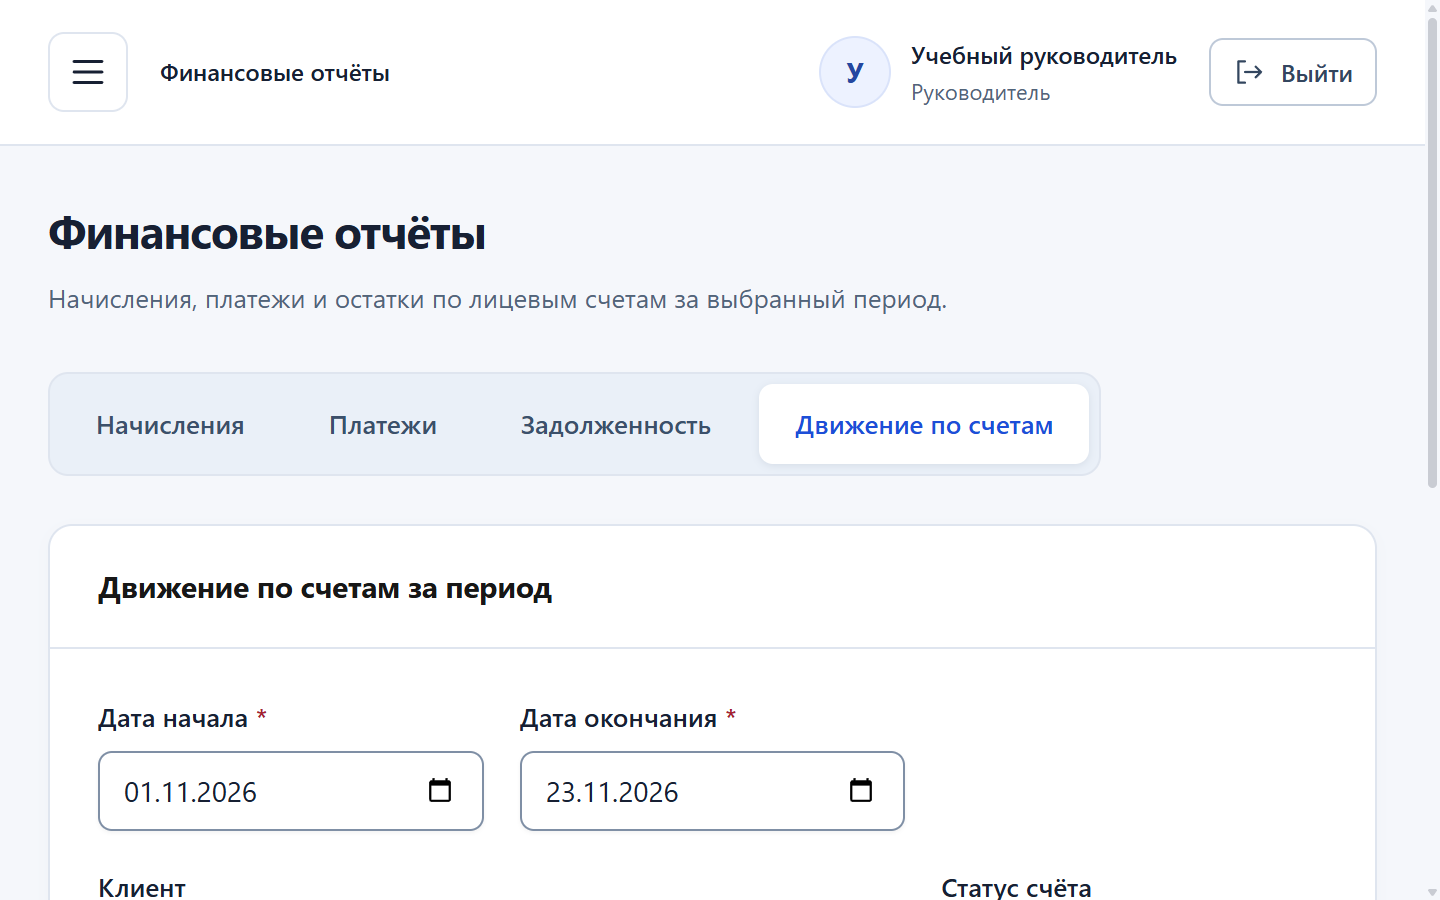 Финансовые отчёты
У
Учебный руководитель
Руководитель
Выйти
Финансовые отчёты
Начисления, платежи и остатки по лицевым счетам за выбранный период.
Начисления
Платежи
Задолженность
Движение по счетам
Движение по счетам за период
Дата начала *
Дата окончания *
01.11.2026
23.11.2026
Клиент
Статус счёта